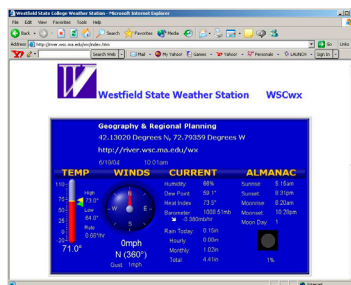 Westfield State College Weather Station - Microsoft Internet Explorer
File Edit View Favorites Tools Help
Back Search Favorites Media
Address http://river.wsc.ma.edu/wx/index.htm Go Links
Search Web Mail My Yahoo! Games Yahoo! Personals LAUNCH Sign In
Westfield State Weather Station WSCwx
Geography & Regional Planning
42.13020 Degrees N, 72.79359 Degrees W
http://river.wsc.ma.edu/wx
6/10/04 10:01am
TEMP WINDS CURRENT ALMANAC
110
75
50
25
0
-20
High
73.0°
Low
64.0°
Rate
71.0°
N
W E
S
0mph
N (360°)
Gust 1mph
Humidity 66%
Dew Point 59.1°
Heat Index 73.5°
Barometer 1008.51mb
-0.360mb/hr
Rain Today 0.15in
Hourly 0.00in
Monthly 1.02in
Total 4.41in
Sunrise 5:15am
Sunset 8:31pm
Moonrise 8:20am
Moonset 10:20pm
Moon Day 1
1%
Internet